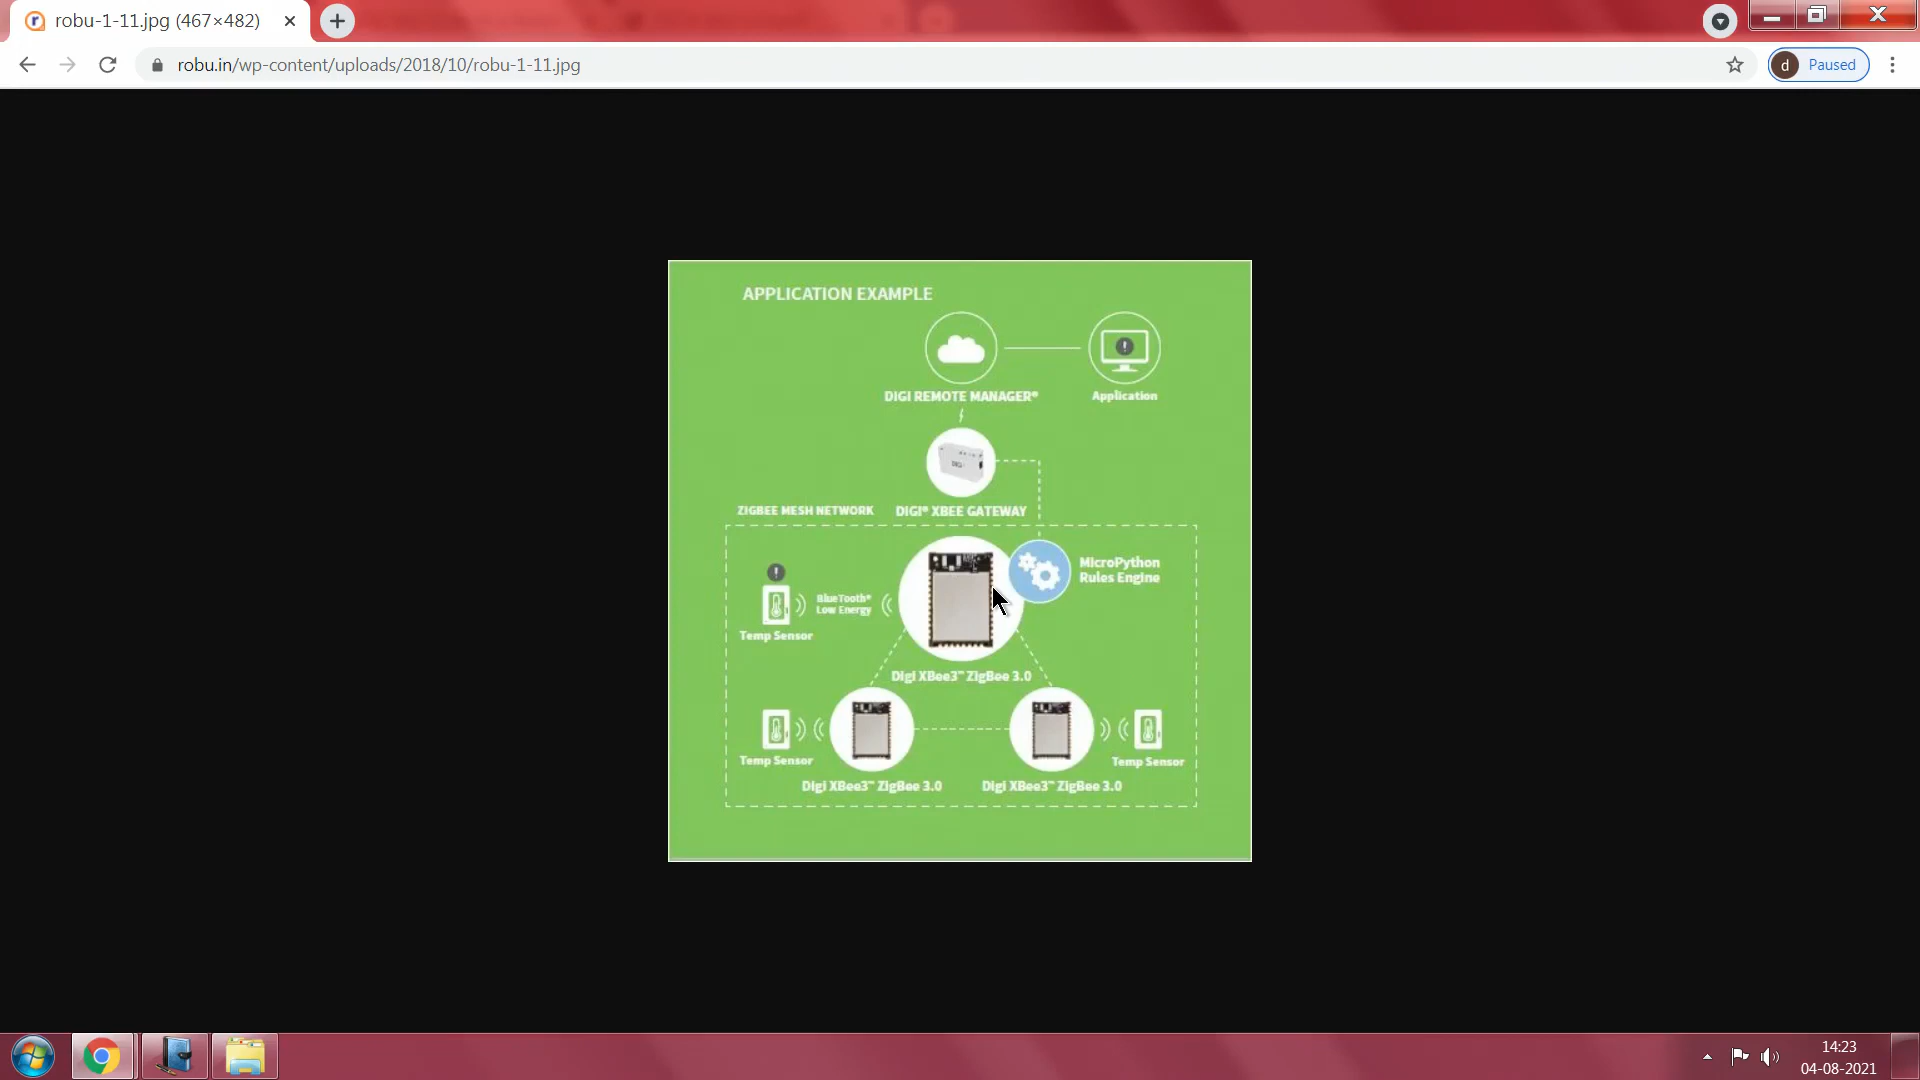 robu-1-11.jpg (467×482)
robu.in/wp-content/uploads/2018/10/robu-1-11.jpg
d Paused
APPLICATION EXAMPLE
DIGI REMOTE MANAGER®
Application
DIGI
ZIGBEE MESH NETWORK
DIGI® XBEE GATEWAY
MicroPython
Rules Engine
BlueTooth®
Low Energy
Temp Sensor
Digi XBee3™ ZigBee 3.0
Temp Sensor
Temp Sensor
Digi XBee3™ ZigBee 3.0
Digi XBee3™ ZigBee 3.0
14:23
04-08-2021